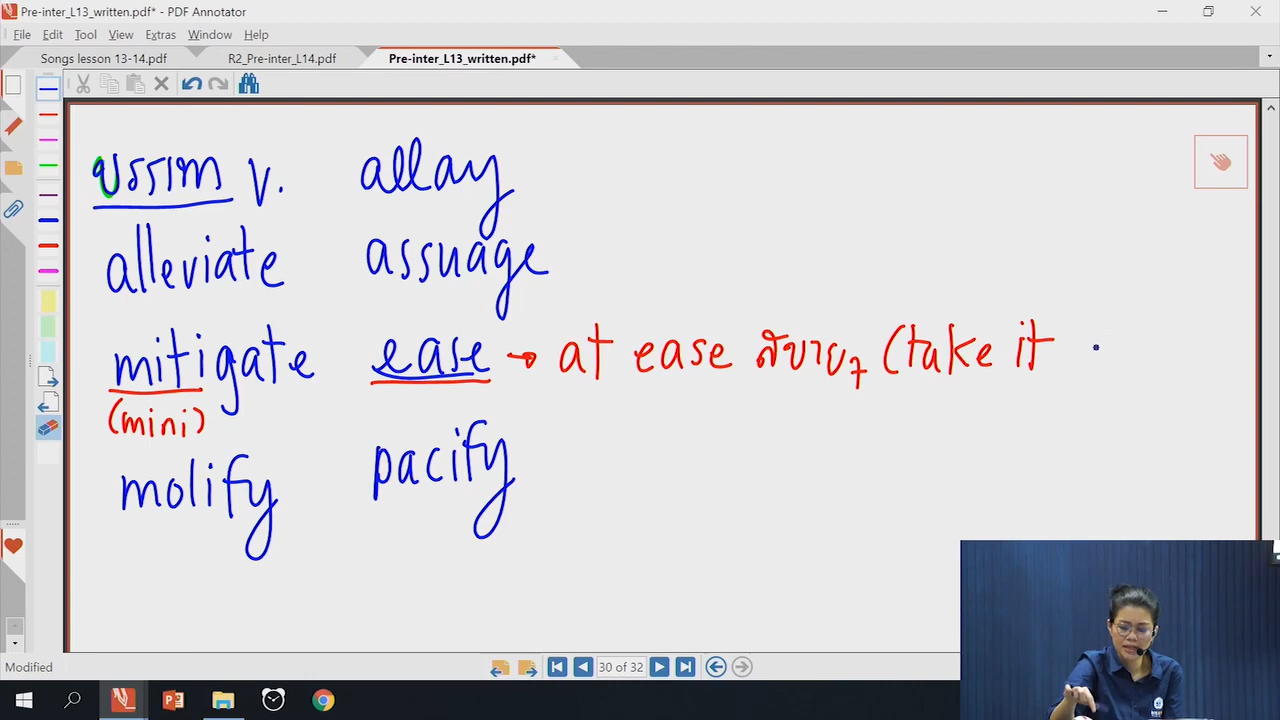 Pre-inter_L13_written.pdf* - PDF Annotator
File Edit Tool View Extras Window Help
Songs lesson 13-14.pdf R2_Pre-inter_L14.pdf Pre-inter_L13_written.pdf*
บรรเทา v. allay
alleviate assuage
mitigate ease → at ease สบายๆ (take it
(mini)
molify pacify
Modified 30 of 32